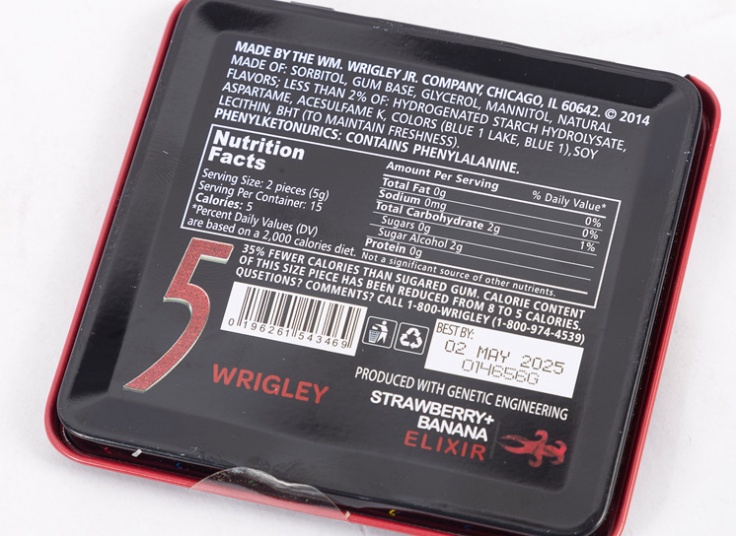 MADE BY THE WM. WRIGLEY JR. COMPANY, CHICAGO, IL 60642. © 2014
MADE OF: SORBITOL, GUM BASE, GLYCEROL, MANNITOL, NATURAL
FLAVORS; LESS THAN 2% OF: HYDROGENATED STARCH HYDROLYSATE,
ASPARTAME, ACESULFAME K, COLORS (BLUE 1 LAKE, BLUE 1), SOY
LECITHIN, BHT (TO MAINTAIN FRESHNESS).
PHENYLKETONURICS: CONTAINS PHENYLALANINE.
Nutrition
Facts
Serving Size: 2 pieces (5g)
Serving Per Container: 15
Calories: 5
*Percent Daily Values (DV)
are based on a 2,000 calories diet.
Amount Per Serving
% Daily Value*
Total Fat 0g 0%
Sodium 0mg 0%
Total Carbohydrate 2g 1%
Sugars 0g
Sugar Alcohol 2g
Protein 0g
Not a significant source of other nutrients.
35% FEWER CALORIES THAN SUGARED GUM. CALORIE CONTENT
OF THIS SIZE PIECE HAS BEEN REDUCED FROM 8 TO 5 CALORIES.
QUSETIONS? COMMENTS? CALL 1-800-WRIGLEY (1-800-974-4539)
5
0 196261 543469
BEST BY:
02 MAY 2025
014656G
WRIGLEY
PRODUCED WITH GENETIC ENGINEERING
STRAWBERRY+
BANANA
ELIXIR